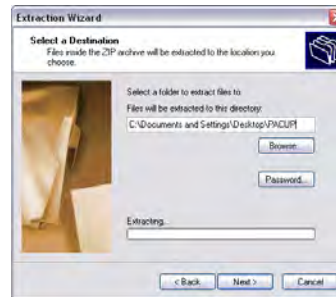 Extraction Wizard
Select a Destination
Files inside the ZIP archive will be extracted to the location you
choose.
Select a folder to extract files to.
Files will be extracted to this directory:
C:\Documents and Settings\Desktop\PACUP
Browse...
Password...
Extracting...
< Back
Next >
Cancel